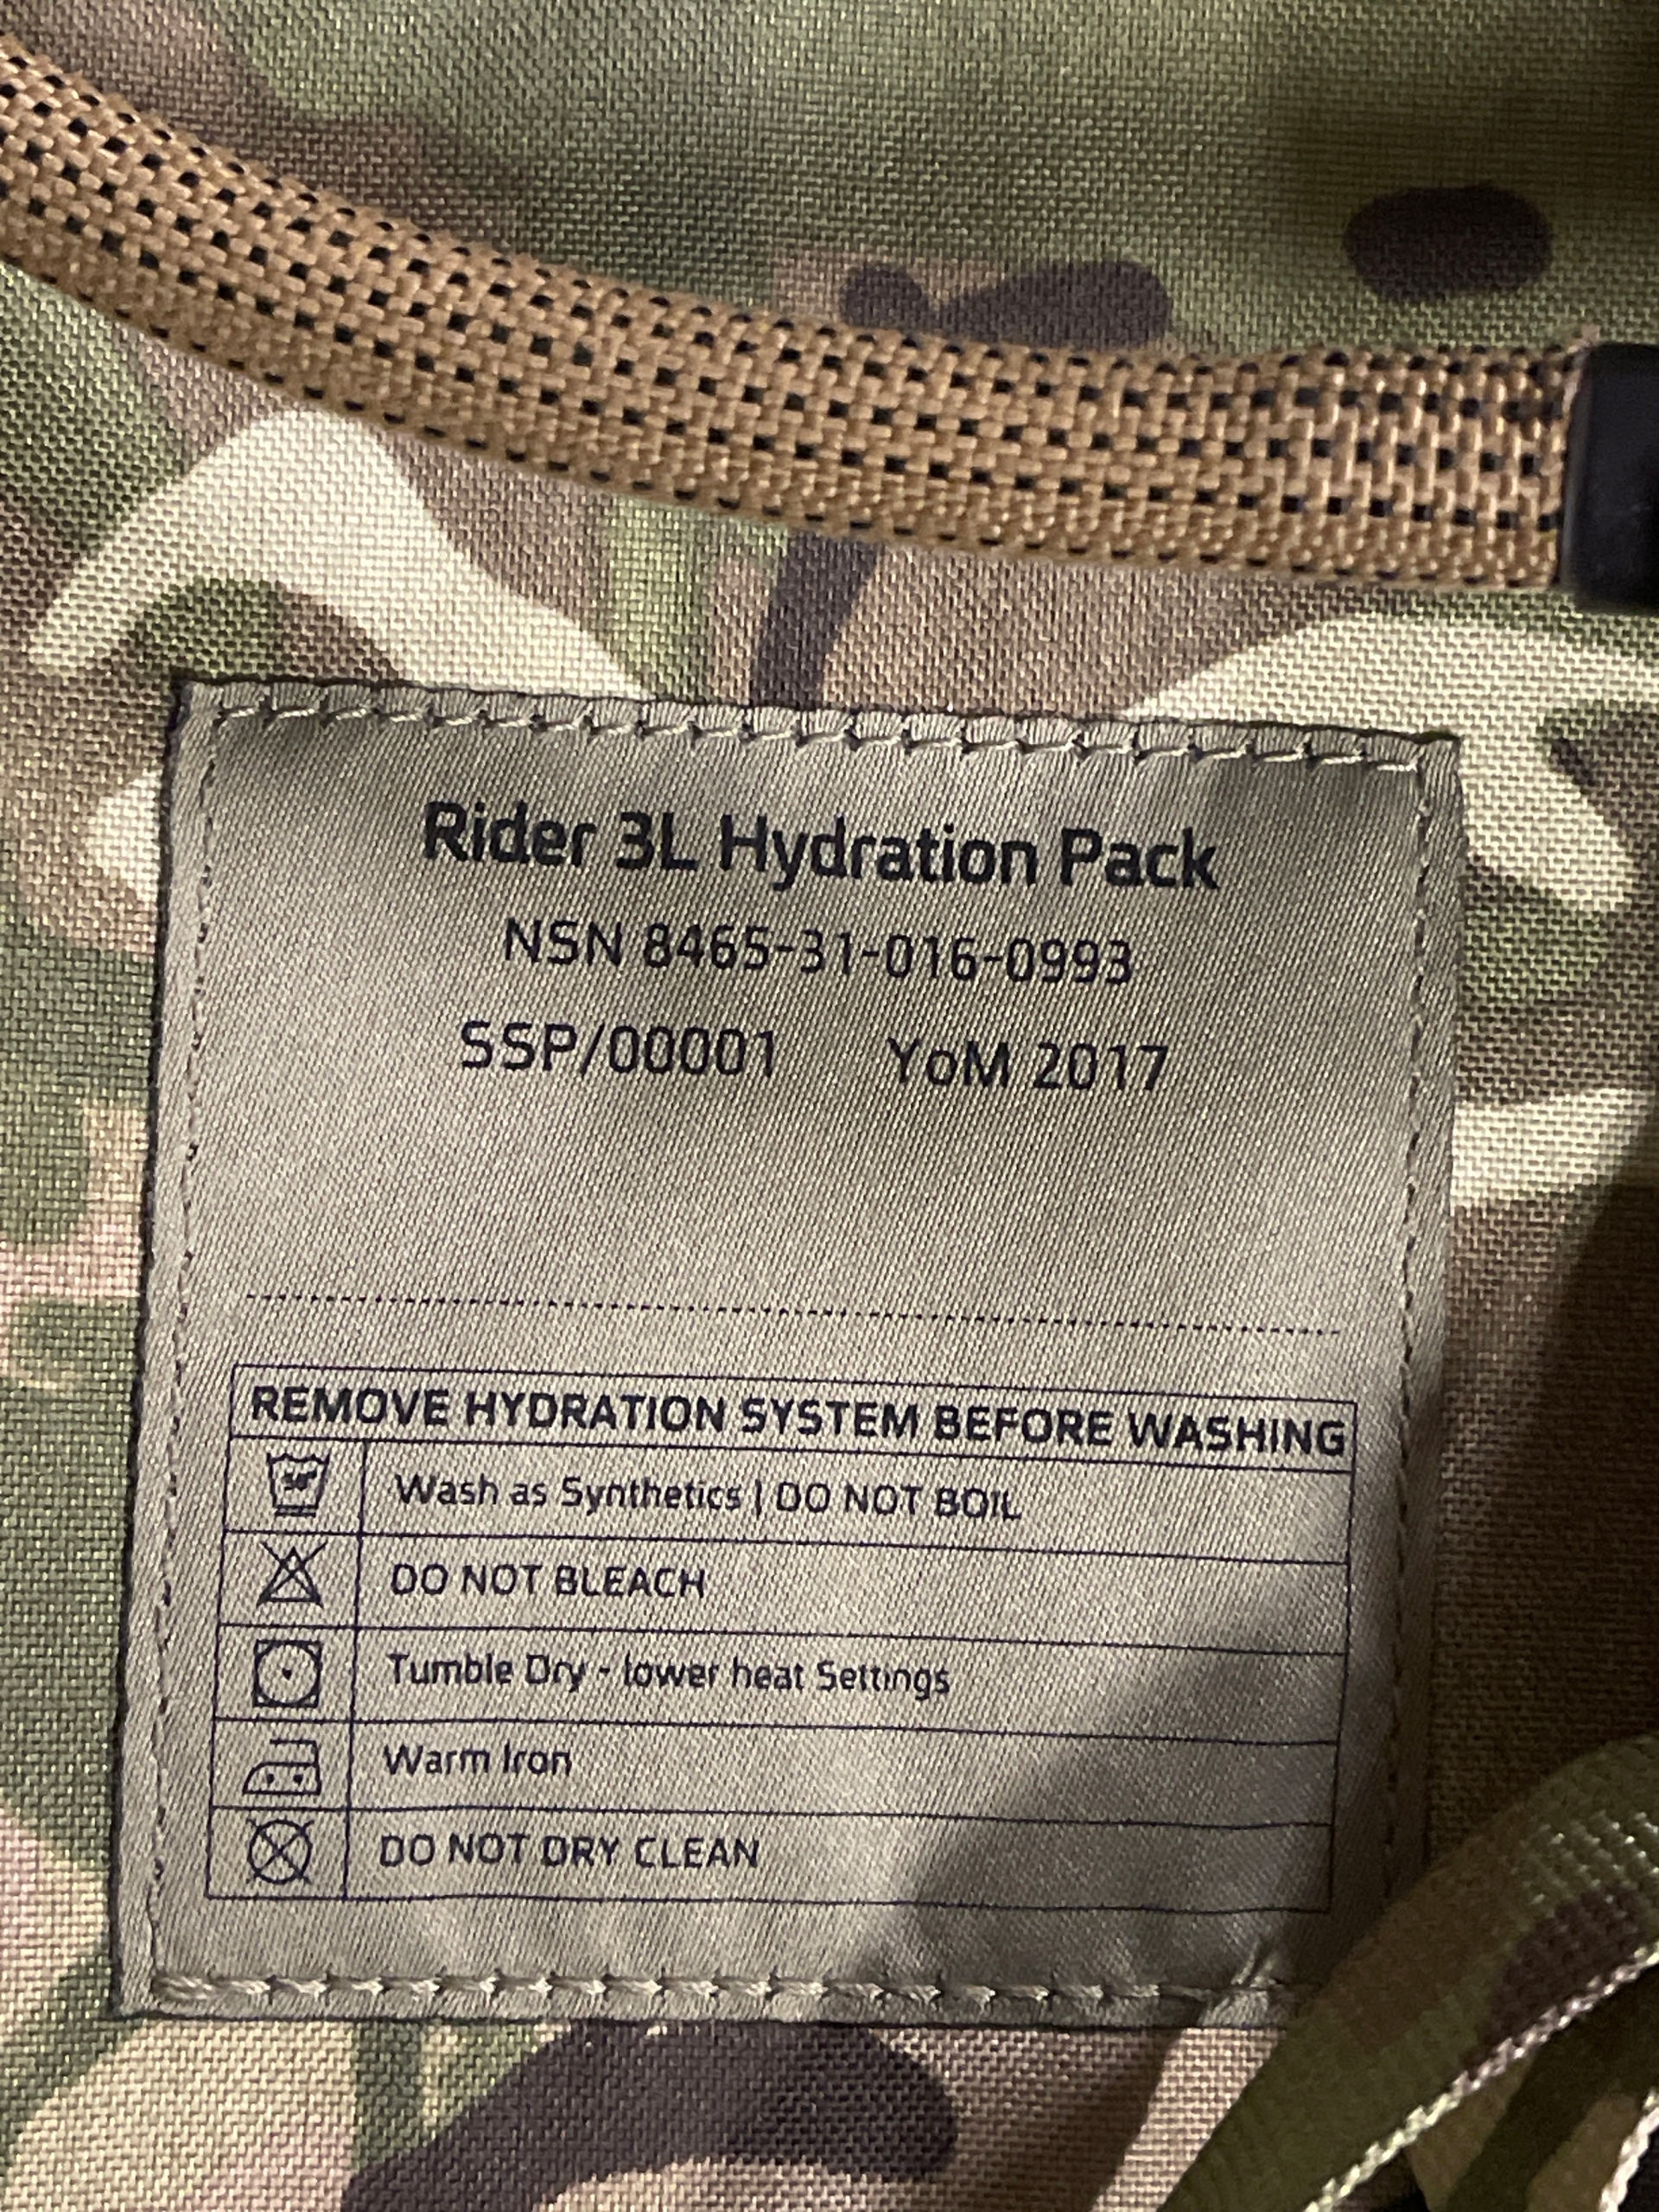 Rider 3L Hydration Pack
NSN 8465-31-016-0993
SSP/00001 YoM 2017
REMOVE HYDRATION SYSTEM BEFORE WASHING
Wash as Synthetics | DO NOT BOIL
DO NOT BLEACH
Tumble Dry - lower heat Settings
Warm Iron
DO NOT DRY CLEAN